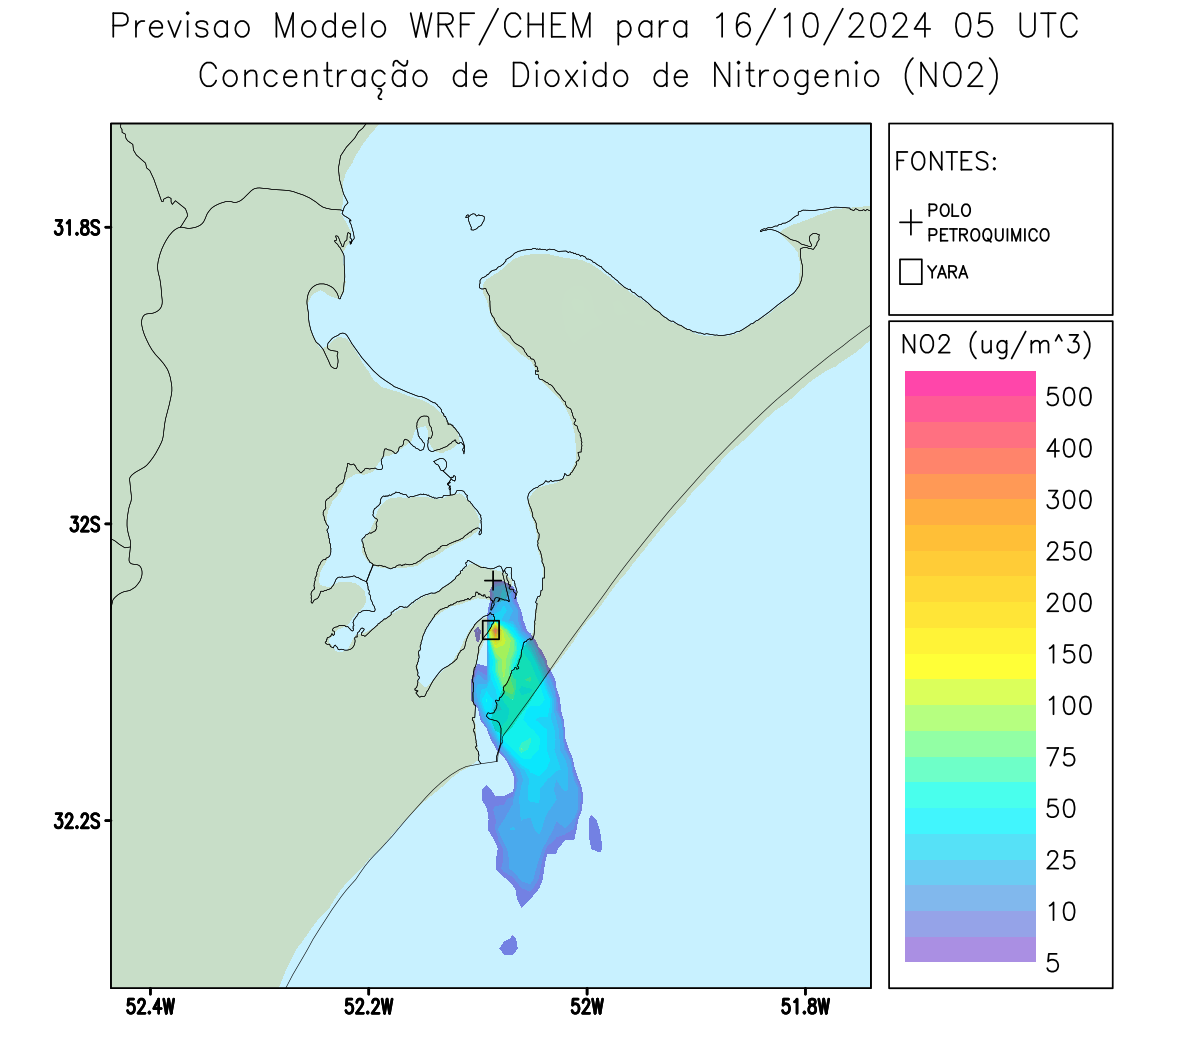 Previsao Modelo WRF/CHEM para 16/10/2024 05 UTC
Concentração de Dioxido de Nitrogenio (NO2)
FONTES:
POLO
PETROQUIMICO
YARA
31.8S
32S
32.2S
52.4W
52.2W
52W
51.8W
NO2 (ug/m^3)
500
400
300
250
200
150
100
75
50
25
10
5